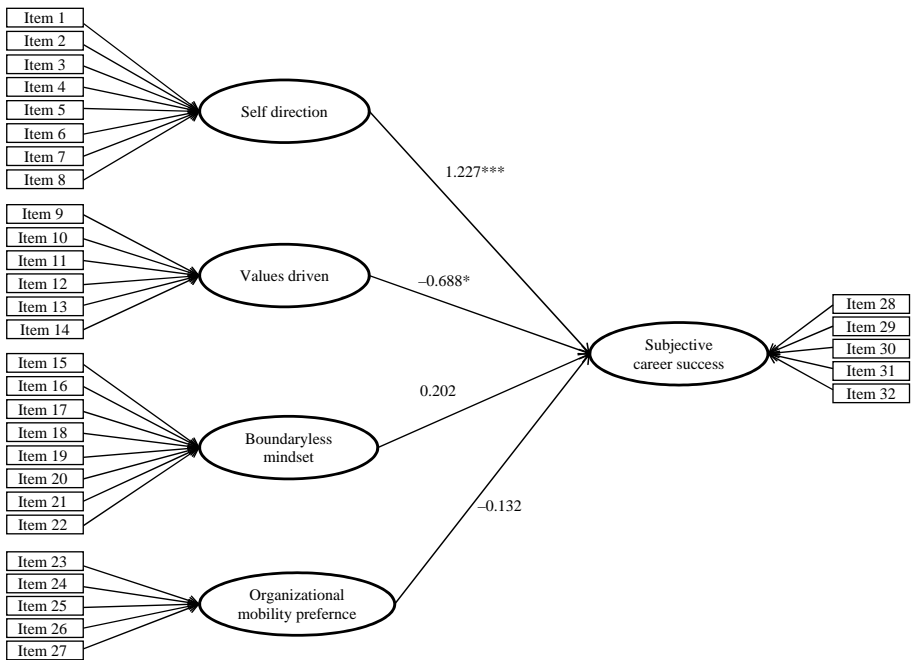 Item 1
Item 2
Item 3
Item 4
Item 5
Item 6
Item 7
Item 8
Self direction
1.227***
Item 9
Item 10
Item 11
Item 12
Item 13
Item 14
Values driven
–0.688*
Item 15
Item 16
Item 17
Item 18
Item 19
Item 20
Item 21
Item 22
Boundaryless
mindset
0.202
Item 23
Item 24
Item 25
Item 26
Item 27
Organizational
mobility prefernce
–0.132
Subjective
career success
Item 28
Item 29
Item 30
Item 31
Item 32